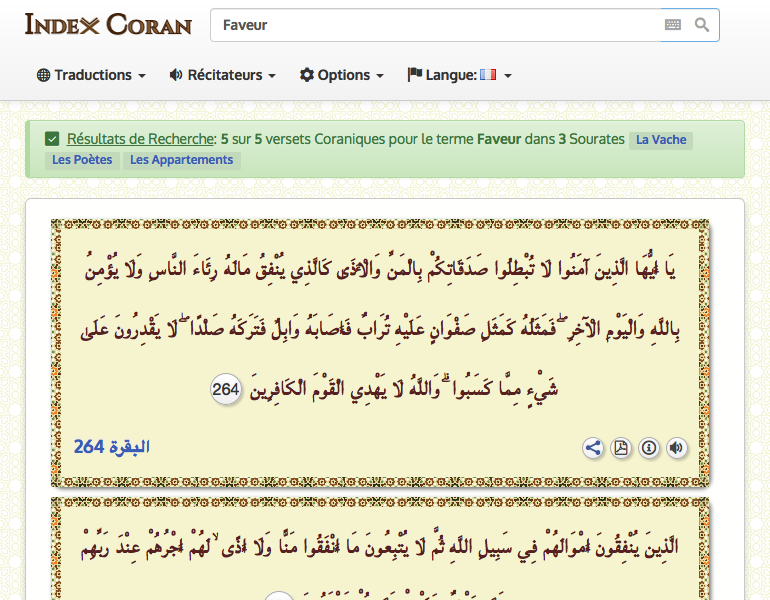 INDEX CORAN
Faveur
Traductions Récitateurs Options Langue:
Résultats de Recherche: 5 sur 5 versets Coraniques pour le terme Faveur dans 3 Sourates La Vache
Les Poètes Les Appartements
يَا أَيُّهَا الَّذِينَ آمَنُوا لَا تُبْطِلُوا صَدَقَاتِكُمْ بِالْمَنِّ وَالْأَذَىٰ كَالَّذِي يُنْفِقُ مَالَهُ رِئَاءَ النَّاسِ وَلَا يُؤْمِنُ
بِاللَّهِ وَالْيَوْمِ الْآخِرِ ۖ فَمَثَلُهُ كَمَثَلِ صَفْوَانٍ عَلَيْهِ تُرَابٌ فَأَصَابَهُ وَابِلٌ فَتَرَكَهُ صَلْدًا ۖ لَا يَقْدِرُونَ عَلَىٰ
شَيْءٍ مِمَّا كَسَبُوا ۗ وَاللَّهُ لَا يَهْدِي الْقَوْمَ الْكَافِرِينَ 264
البقرة 264
الَّذِينَ يُنْفِقُونَ أَمْوَالَهُمْ فِي سَبِيلِ اللَّهِ ثُمَّ لَا يُتْبِعُونَ مَا أَنْفَقُوا مَنًّا وَلَا أَذًى ۙ لَهُمْ أَجْرُهُمْ عِنْدَ رَبِّهِمْ